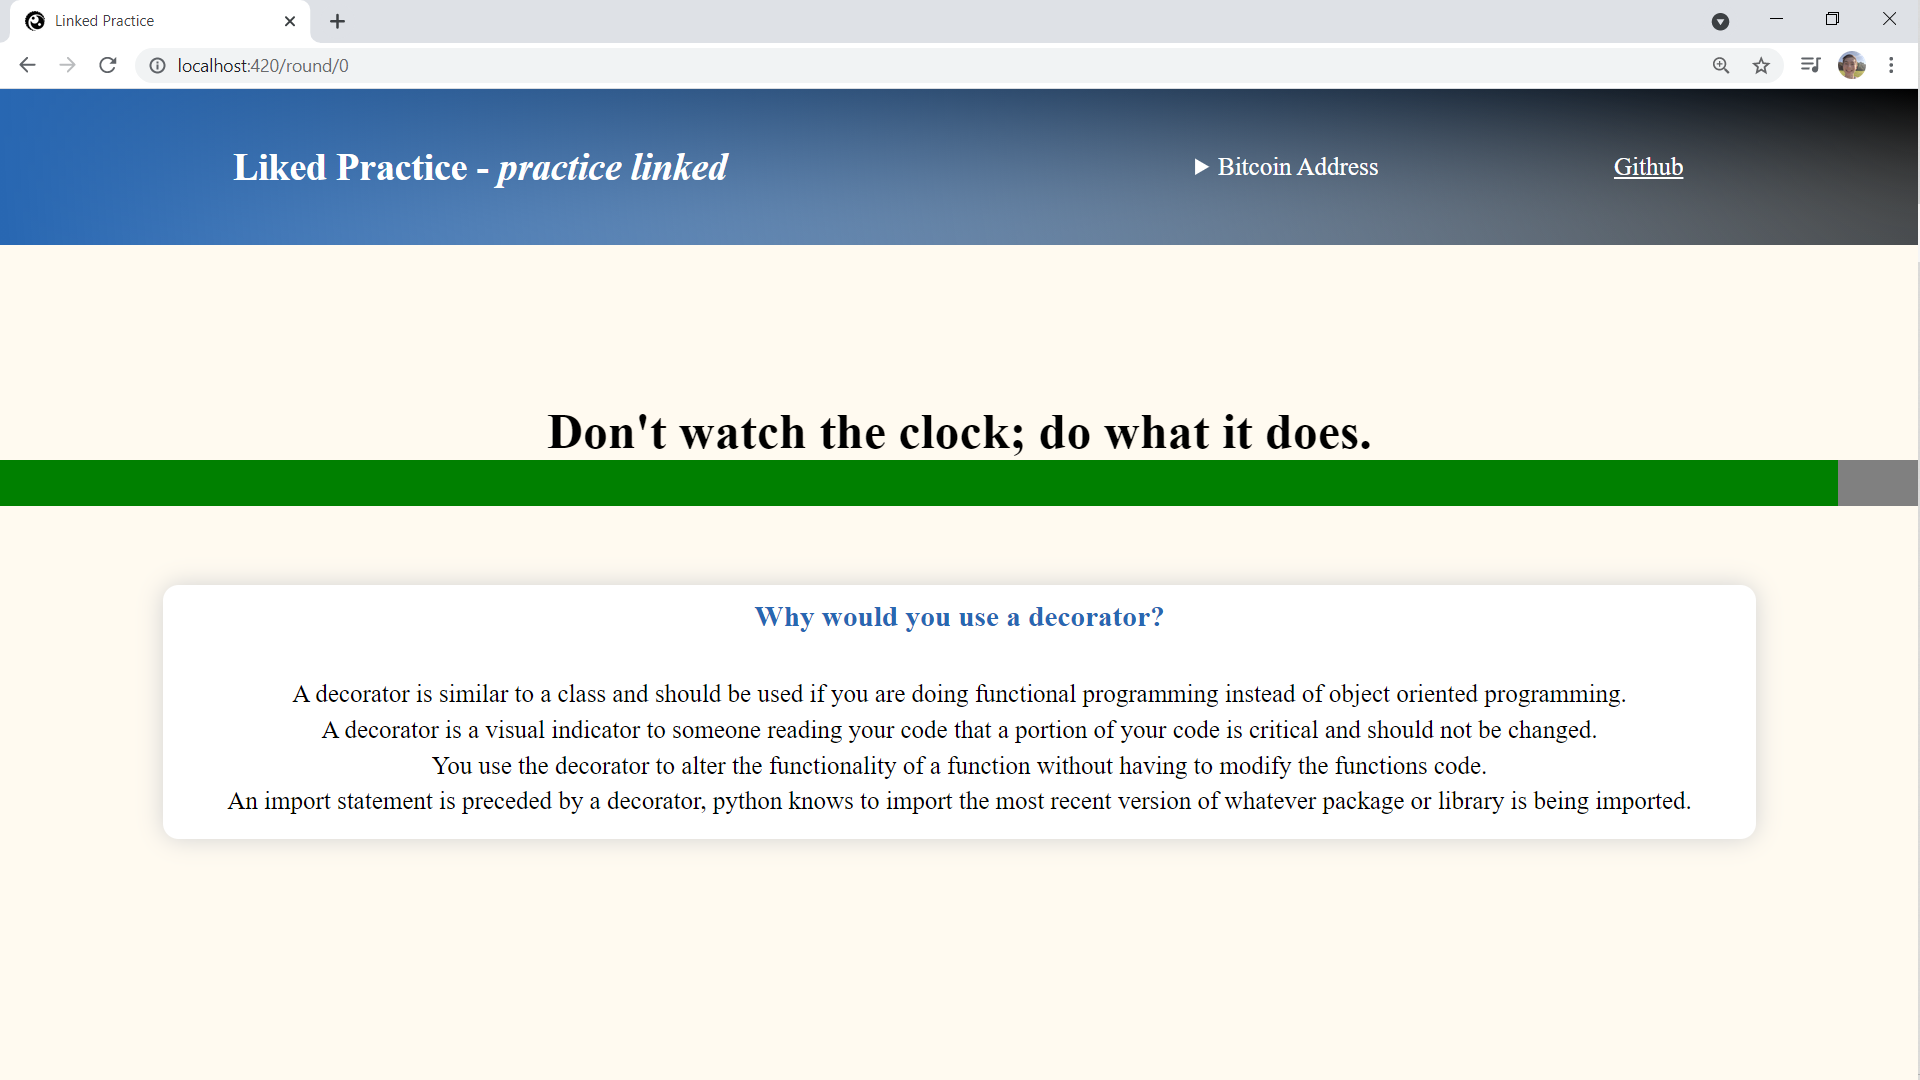 Linked Practice
localhost:420/round/0
Liked Practice - practice linked
▶ Bitcoin Address
Github
Don't watch the clock; do what it does.
Why would you use a decorator?
A decorator is similar to a class and should be used if you are doing functional programming instead of object oriented programming.
A decorator is a visual indicator to someone reading your code that a portion of your code is critical and should not be changed.
You use the decorator to alter the functionality of a function without having to modify the functions code.
An import statement is preceded by a decorator, python knows to import the most recent version of whatever package or library is being imported.